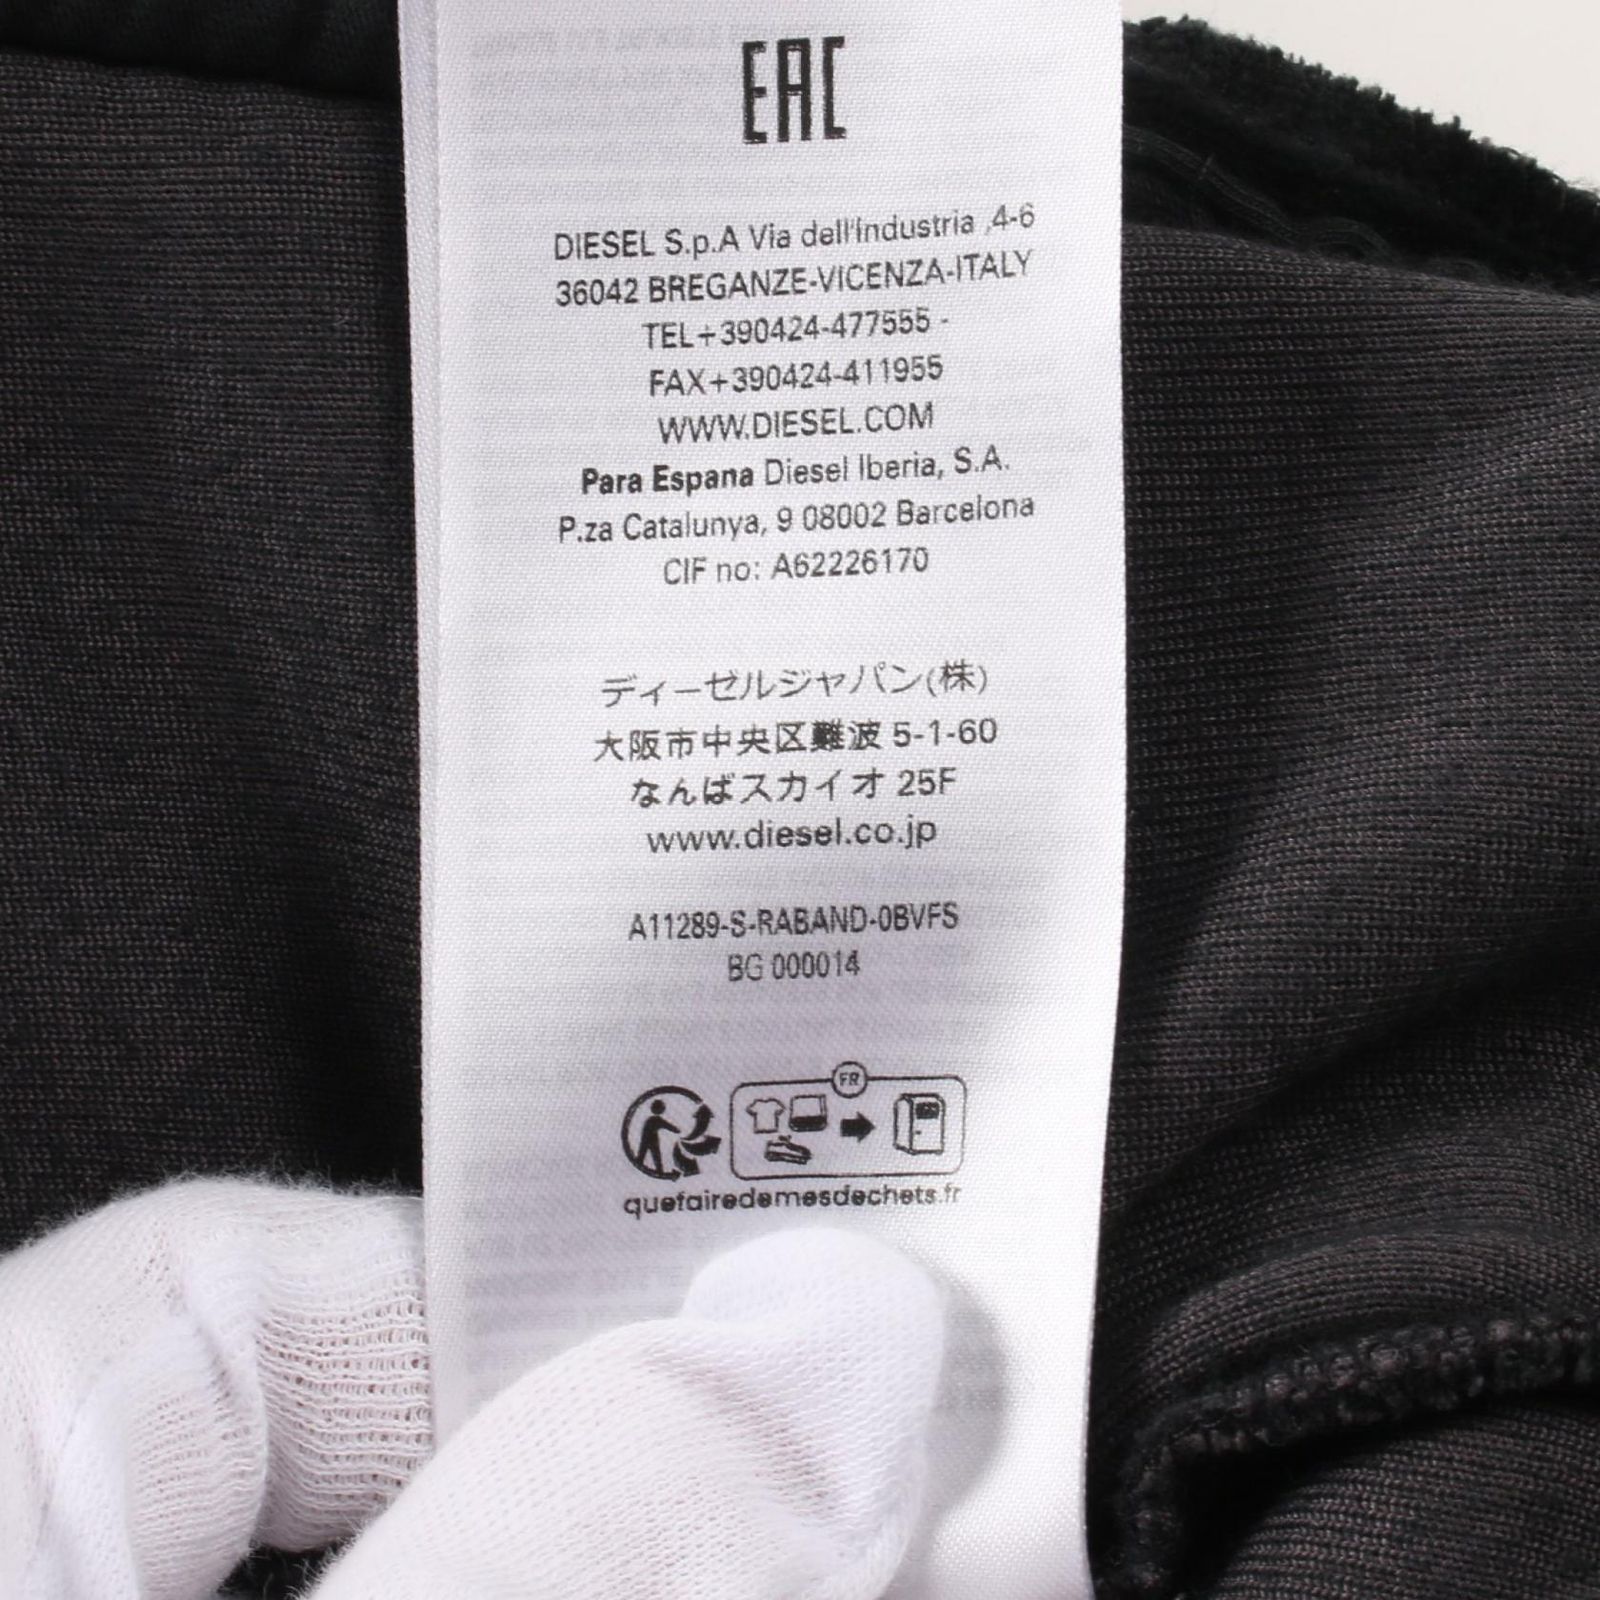 EAC
DIESEL S.p.A Via dell'Industria ,4-6
36042 BREGANZE-VICENZA-ITALY
TEL+390424-477555 -
FAX+390424-411955
WWW.DIESEL.COM
Para Espana Diesel Iberia, S.A.
P.za Catalunya, 9 08002 Barcelona
CIF no: A62226170
ディーゼルジャパン(株)
大阪市中央区難波 5-1-60
なんばスカイオ 25F
www.diesel.co.jp
A11289-S-RABAND-0BVFS
BG 000014
FR
quefairedemesdechets.fr